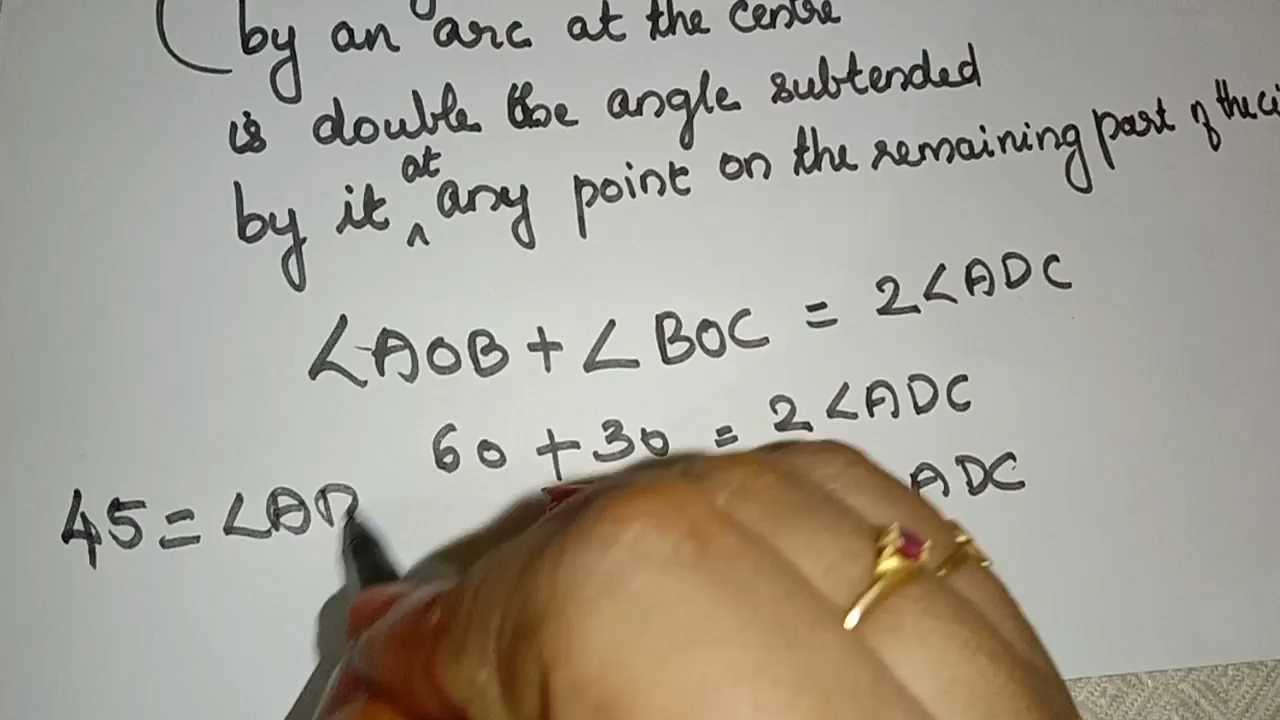 by an arc at the centre
is double the angle subtended
by it ^at any point on the remaining part of the ci
∠AOB + ∠BOC = 2∠ADC
60 + 30 = 2∠ADC
ADC
45 = ∠AD